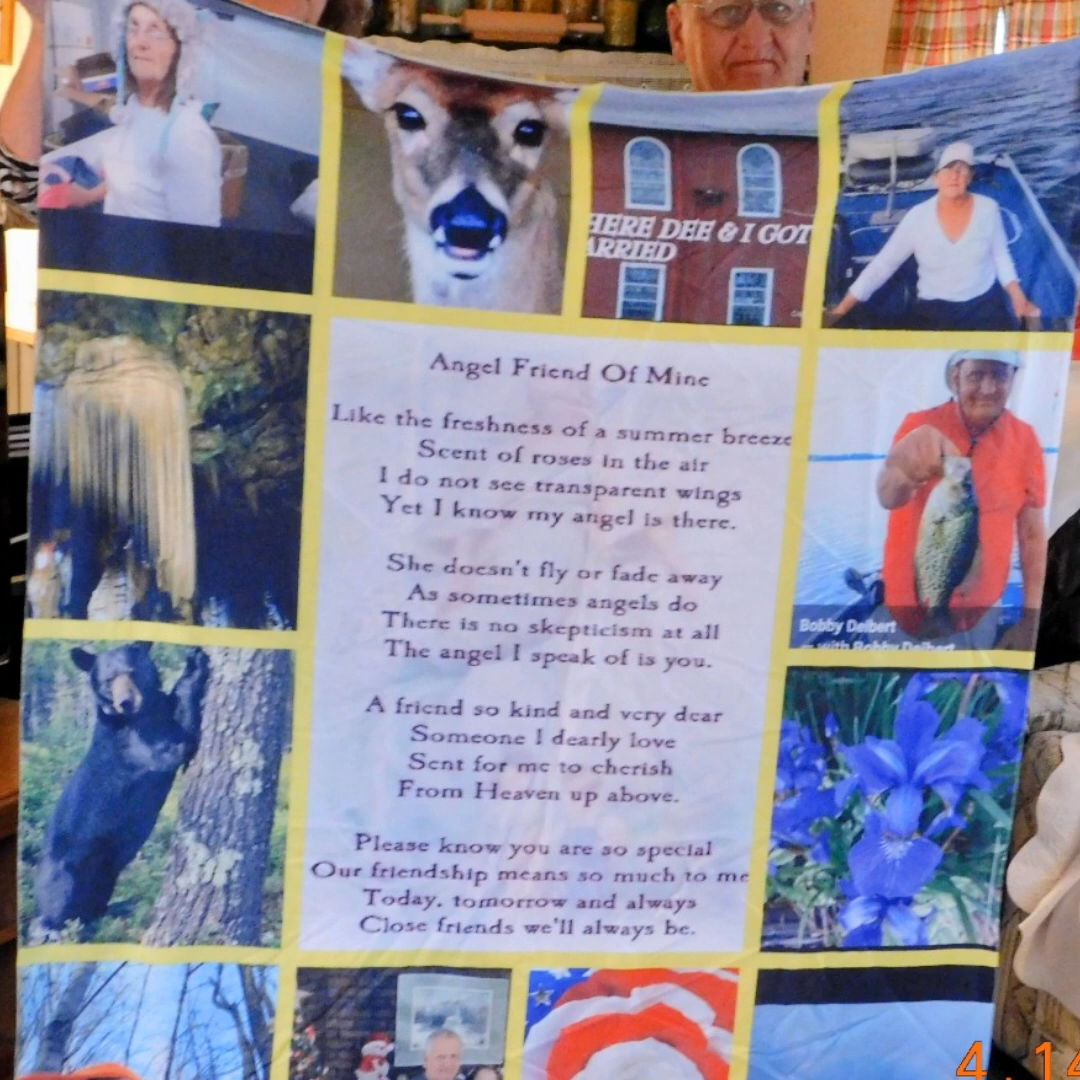 HERE DEE & I GOT
ARRIED
Angel Friend Of Mine
Like the freshness of a summer breeze
Scent of roses in the air
I do not see transparent wings
Yet I know my angel is there.
She doesn't fly or fade away
As sometimes angels do
There is no skepticism at all
The angel I speak of is you.
A friend so kind and very dear
Someone I dearly love
Sent for me to cherish
From Heaven up above.
Please know you are so special
Our friendship means so much to me
Today, tomorrow and always
Close friends we'll always be.
Bobby Deibert
with Bobby Deibert
4 . 14